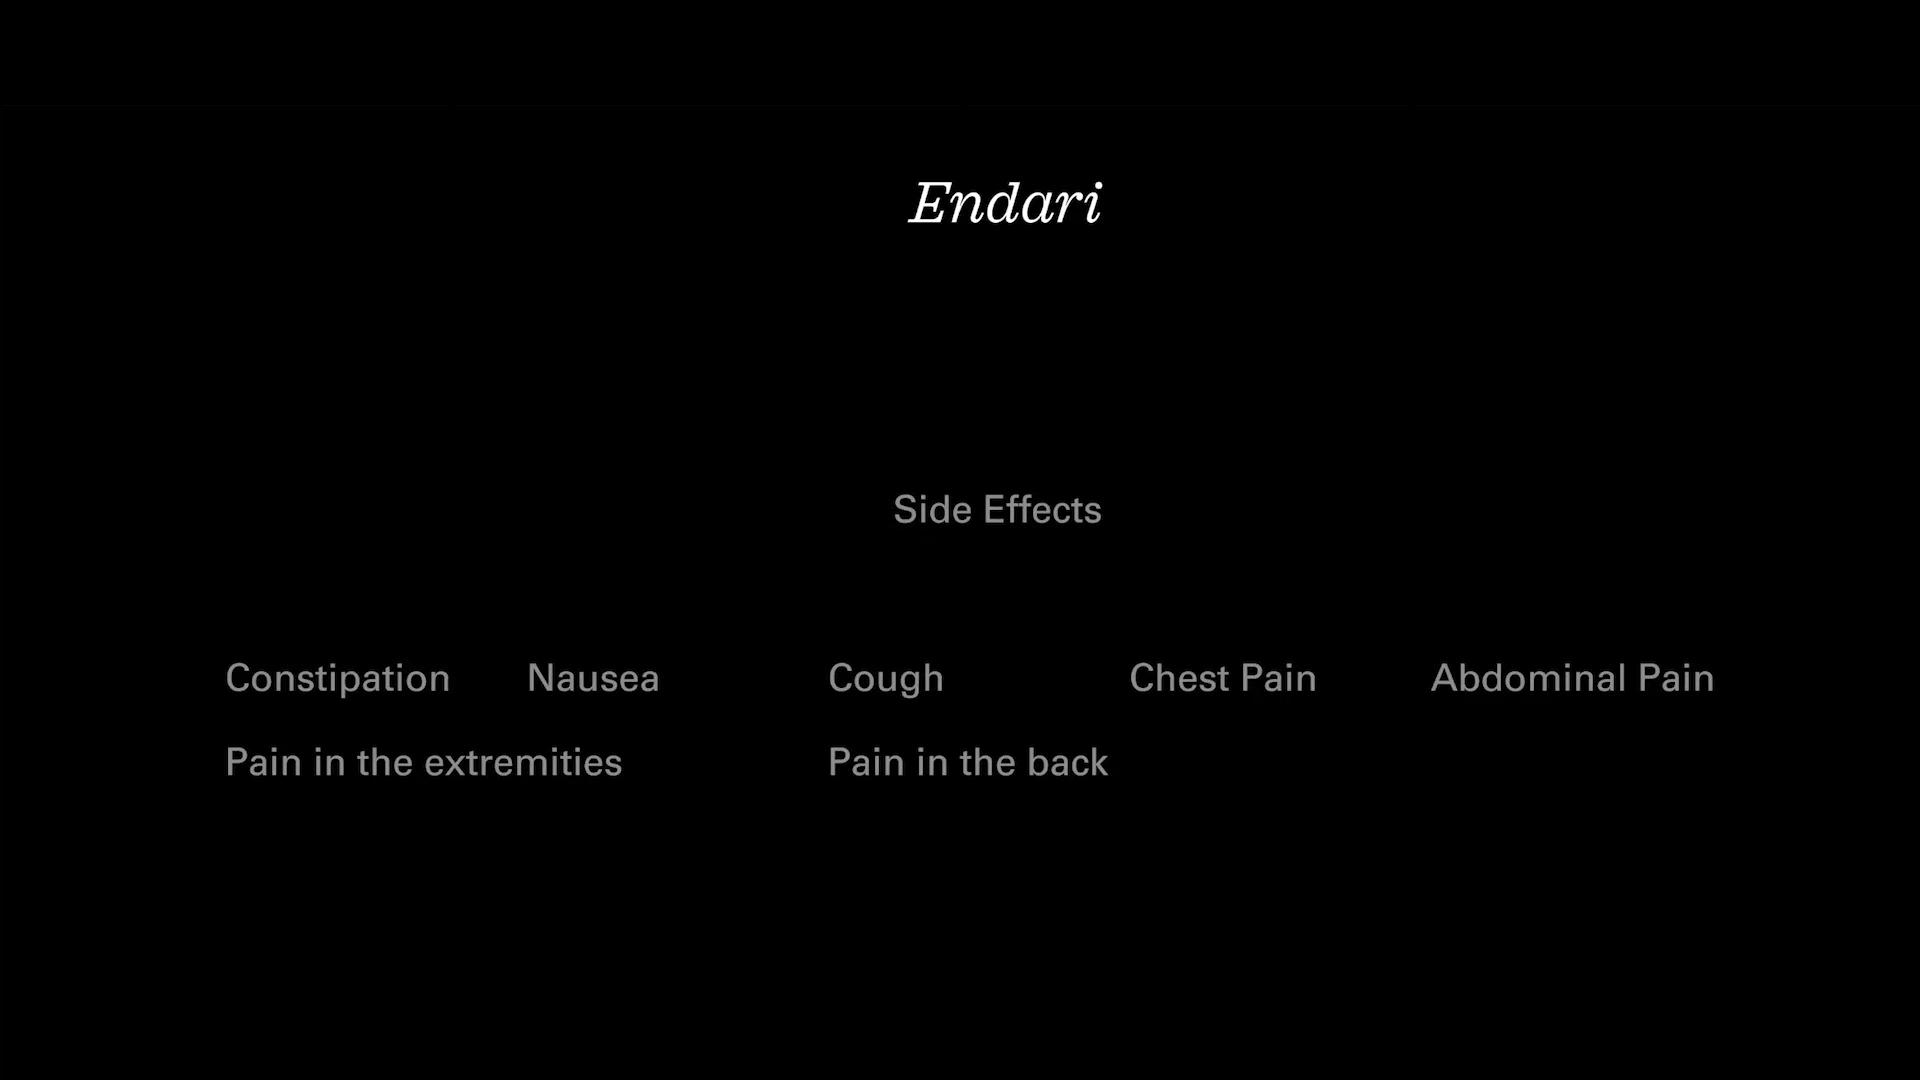 Endari
Side Effects
Constipation Nausea Cough Chest Pain Abdominal Pain
Pain in the extremities Pain in the back